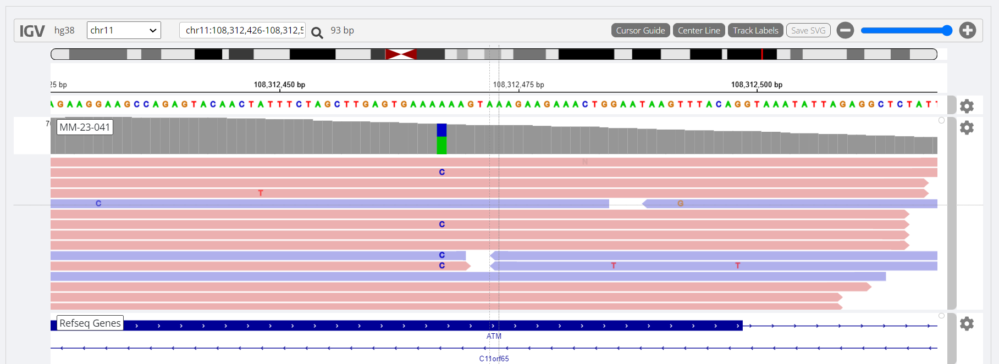 IGV hg38 chr11 chr11:108,312,426-108,312,5 93 bp Cursor Guide Center Line Track Labels Save SVG
25 bp 108,312,450 bp 108,312,475 bp 108,312,500 bp
A G A A G G A A G C C A G A G T A C A A C T A T T T C T A G C T T G A G T G A A A A A A G T A A A G A A G A A A C T G G A A T A A G T T T A C A G G T A A A T A T T A G A G G C T C T A T T
MM-23-041
N
C
T
C G
C
C
C T T
Refseq Genes
ATM
C11orf65